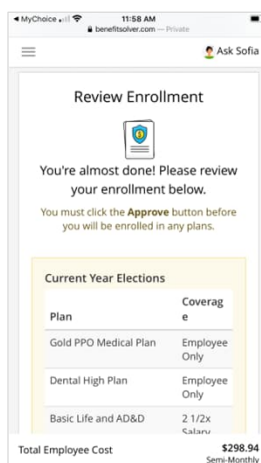 MyChoice 11:58 AM
benefitsolver.com — Private
Ask Sofia
Review Enrollment
You're almost done! Please review
your enrollment below.
You must click the Approve button before
you will be enrolled in any plans.
Current Year Elections
Plan Coverag
e
Gold PPO Medical Plan Employee
Only
Dental High Plan Employee
Only
Basic Life and AD&D 2 1/2x
Salary
Total Employee Cost $298.94
Semi-Monthly